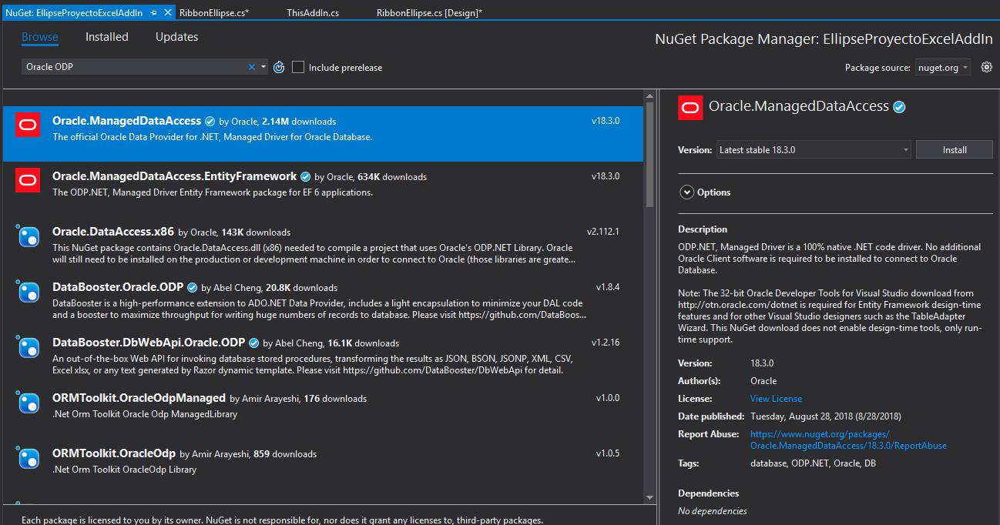 NuGet: EllipseProyectoExcelAddIn
RibbonEllipse.cs*
ThisAddIn.cs
RibbonEllipse.cs [Design]*
Browse
Installed
Updates
NuGet Package Manager: EllipseProyectoExcelAddIn
Oracle ODP
Include prerelease
Package source: nuget.org
Oracle.ManagedDataAccess by Oracle, 2.14M downloads
v18.3.0
The official Oracle Data Provider for .NET, Managed Driver for Oracle Database.
Oracle.ManagedDataAccess.EntityFramework by Oracle, 634K downloads
v18.3.0
The ODP.NET, Managed Driver Entity Framework package for EF 6 applications.
Oracle.DataAccess.x86 by Oracle, 143K downloads
v2.112.1
This NuGet package contains Oracle.DataAccess.dll (x86) needed to compile a project that uses Oracle's ODP.NET Library. Oracle
will still need to be installed on the production or development machine in order to connect to Oracle (those libraries are greate...
DataBooster.Oracle.ODP by Abel Cheng, 20.8K downloads
v1.8.4
DataBooster is a high-performance extension to ADO.NET Data Provider, includes a light encapsulation to minimize your DAL code
and a booster to maximize throughput for writing huge numbers of records to database. Please visit https://github.com/DataBoos...
DataBooster.DbWebApi.Oracle.ODP by Abel Cheng, 16.1K downloads
v1.2.16
An out-of-the-box Web API for invoking database stored procedures, transforming the results as JSON, BSON, JSONP, XML, CSV,
Excel xlsx, or any text generated by Razor dynamic template. Please visit https://github.com/DataBooster/DbWebApi for detail.
ORMToolkit.OracleOdpManaged by Amir Arayeshi, 176 downloads
v1.0.0
.Net Orm Toolkit Oracle Odp ManagedLibrary
ORMToolkit.OracleOdp by Amir Arayeshi, 859 downloads
v1.0.5
.Net Orm Toolkit OracleOdp Library
Each package is licensed to you by its owner. NuGet is not responsible for, nor does it grant any licenses to, third-party packages.
Oracle.ManagedDataAccess
Version: Latest stable 18.3.0
Install
Options
Description
ODP.NET, Managed Driver is a 100% native .NET code driver. No additional
Oracle Client software is required to be installed to connect to Oracle
Database.
Note: The 32-bit Oracle Developer Tools for Visual Studio download from
http://otn.oracle.com/dotnet is required for Entity Framework design-time
features and for other Visual Studio designers such as the TableAdapter
Wizard. This NuGet download does not enable design-time tools, only run-
time support.
Version: 18.3.0
Author(s): Oracle
License: View License
Date published: Tuesday, August 28, 2018 (8/28/2018)
Report Abuse: https://www.nuget.org/packages/
Oracle.ManagedDataAccess/18.3.0/ReportAbuse
Tags: database, ODP.NET, Oracle, DB
Dependencies
No dependencies